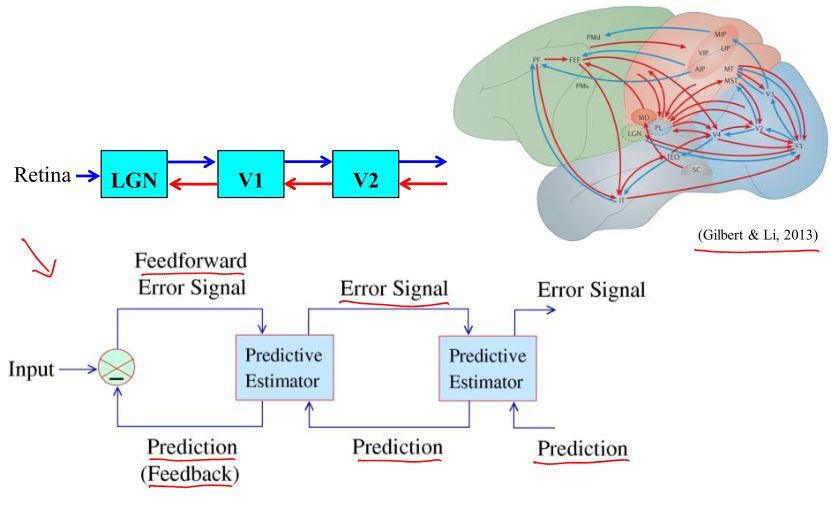 PMd
MIP
VIP
LIP
PF
FEF
AIP
MT
MST
PMv
V3
MD
PL
LGN
V4
V2
V1
TEO
SC
IT
Retina
LGN
V1
V2
(Gilbert & Li, 2013)
Feedforward
Error Signal
Error Signal
Error Signal
Input
Predictive
Estimator
Predictive
Estimator
Prediction
(Feedback)
Prediction
Prediction